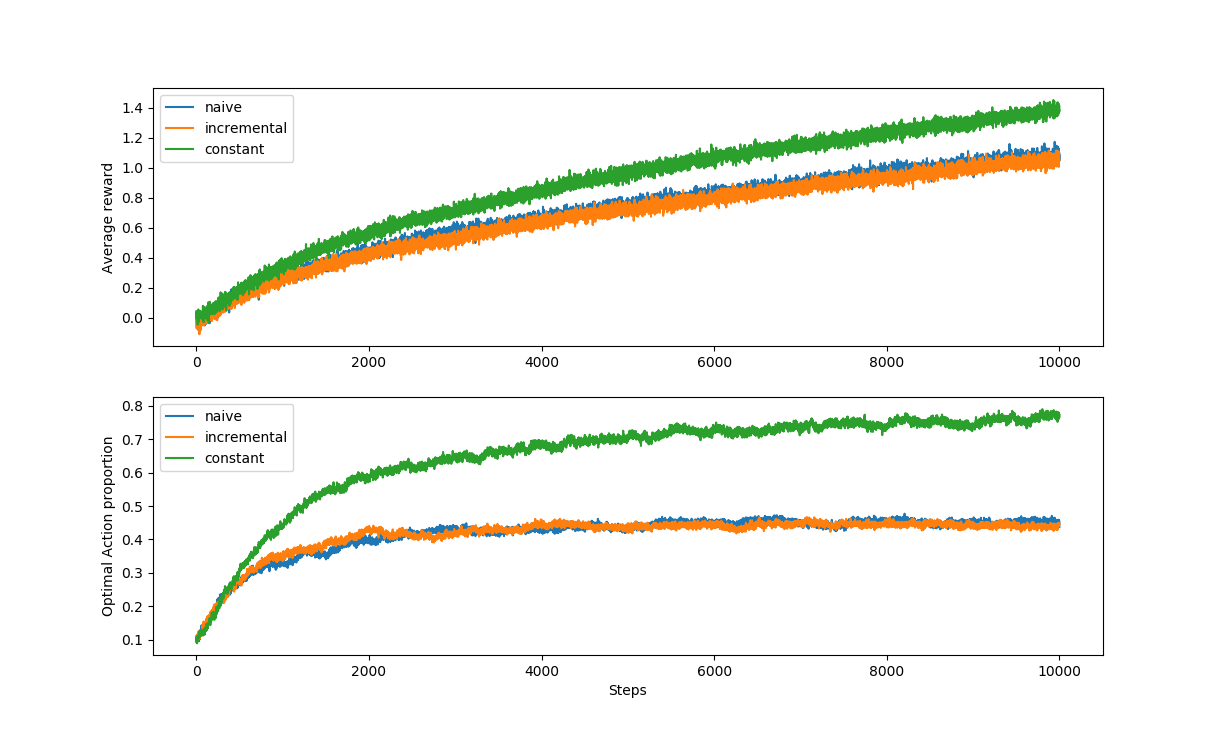 Average reward
1.4
1.2
1.0
0.8
0.6
0.4
0.2
0.0
naive
incremental
constant
0 2000 4000 6000 8000 10000
Optimal Action proportion
0.8
0.7
0.6
0.5
0.4
0.3
0.2
0.1
naive
incremental
constant
0 2000 4000 6000 8000 10000
Steps